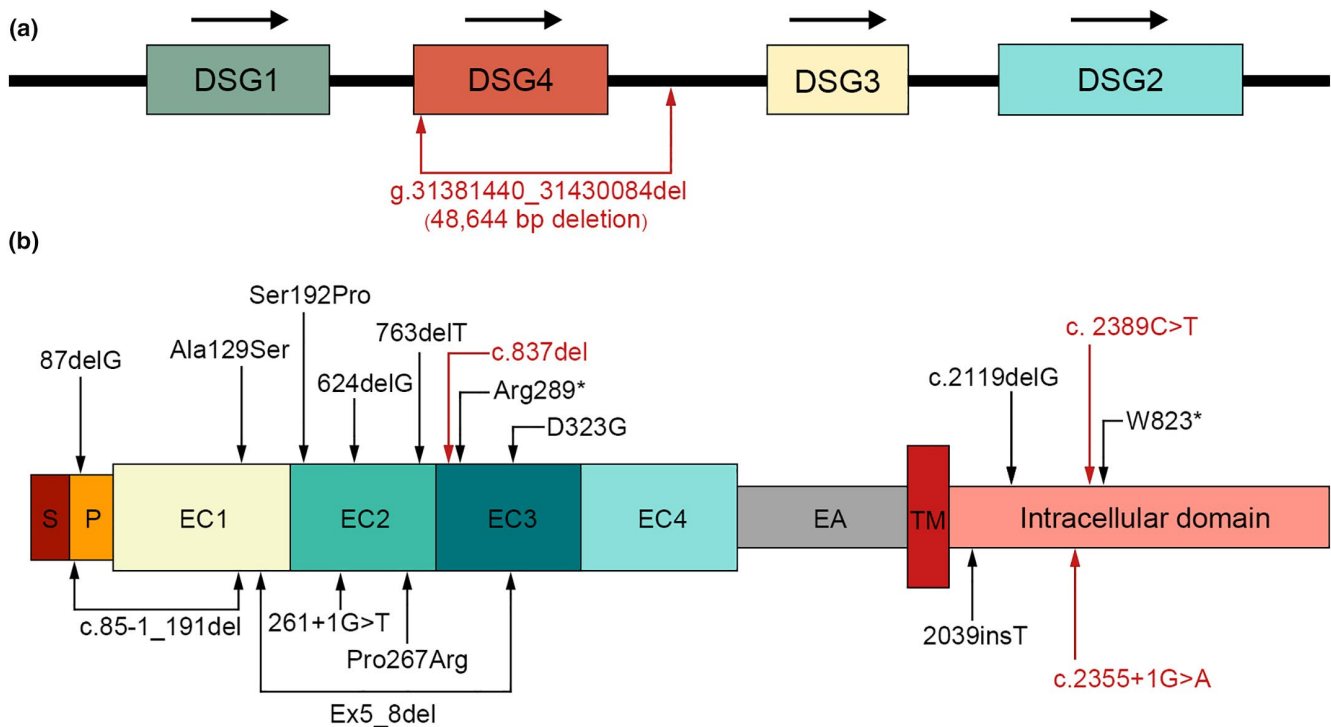 (a)
DSG1
DSG4
DSG3
DSG2
g.31381440_31430084del
(48,644 bp deletion)
(b)
87delG
Ala129Ser
Ser192Pro
624delG
763delT
c.837del
Arg289*
D323G
c.2119delG
c. 2389C>T
W823*
S
P
EC1
EC2
EC3
EC4
EA
TM
Intracellular domain
c.85-1_191del
261+1G>T
Pro267Arg
Ex5_8del
2039insT
c.2355+1G>A